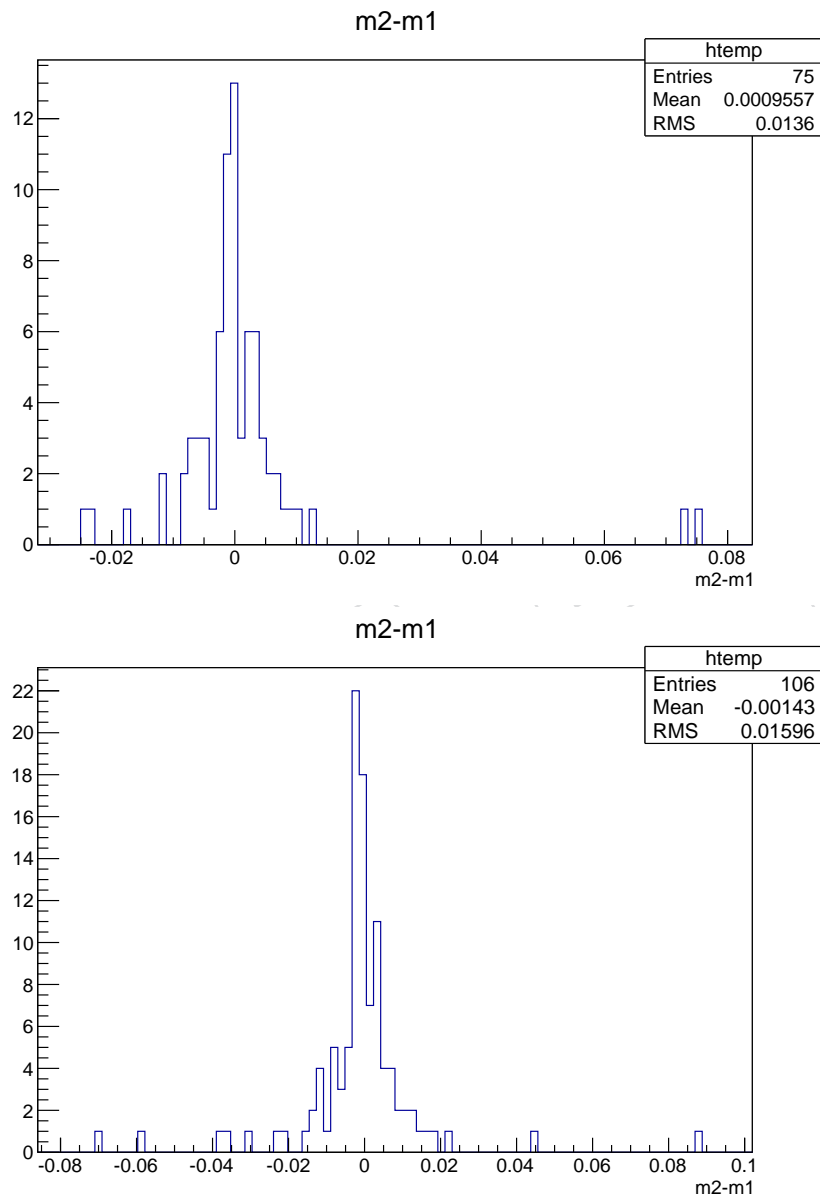 m2-m1
htemp
Entries 75
Mean 0.0009557
RMS 0.0136
12
10
8
6
4
2
0
-0.02 0 0.02 0.04 0.06 0.08
m2-m1
m2-m1
htemp
Entries 106
Mean -0.00143
RMS 0.01596
22
20
18
16
14
12
10
8
6
4
2
0
-0.08 -0.06 -0.04 -0.02 0 0.02 0.04 0.06 0.08 0.1
m2-m1